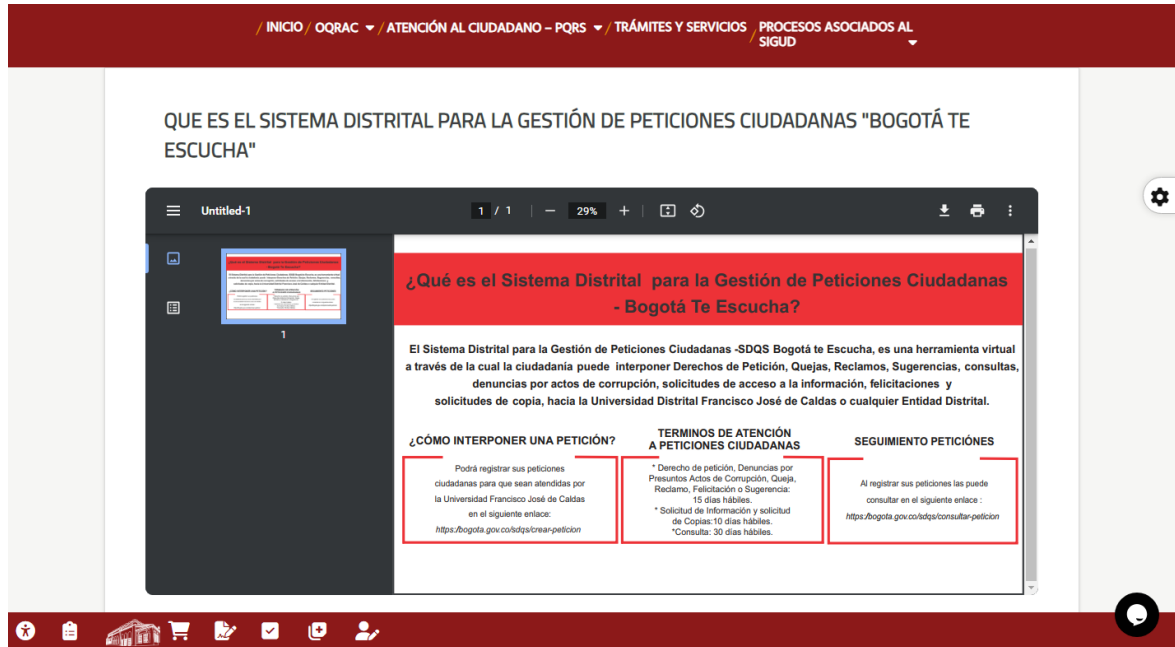 / INICIO / OQRAC / ATENCIÓN AL CIUDADANO – PQRS / TRÁMITES Y SERVICIOS / PROCESOS ASOCIADOS AL
SIGUD
QUE ES EL SISTEMA DISTRITAL PARA LA GESTIÓN DE PETICIONES CIUDADANAS "BOGOTÁ TE
ESCUCHA"
Untitled-1
1 / 1 | — 29% + |
1
¿Qué es el Sistema Distrital para la Gestión de Peticiones Ciudadanas
- Bogotá Te Escucha?
El Sistema Distrital para la Gestión de Peticiones Ciudadanas -SDQS Bogotá te Escucha, es una herramienta virtual
a través de la cual la ciudadanía puede interponer Derechos de Petición, Quejas, Reclamos, Sugerencias, consultas,
denuncias por actos de corrupción, solicitudes de acceso a la información, felicitaciones y
solicitudes de copia, hacia la Universidad Distrital Francisco José de Caldas o cualquier Entidad Distrital.
¿CÓMO INTERPONER UNA PETICIÓN?
Podrá registrar sus peticiones
ciudadanas para que sean atendidas por
la Universidad Francisco José de Caldas
en el siguiente enlace:
https:/bogota.gov.co/sdqs/crear-peticion
TERMINOS DE ATENCIÓN
A PETICIONES CIUDADANAS
* Derecho de petición, Denuncias por
Presuntos Actos de Corrupción, Queja,
Reclamo, Felicitación o Sugerencia:
15 días hábiles.
* Solicitud de Información y solicitud
de Copias:10 días hábiles.
*Consulta: 30 días hábiles.
SEGUIMIENTO PETICIÓNES
Al registrar sus peticiones las puede
consultar en el siguiente enlace :
https:/bogota.gov.co/sdqs/consultar-peticion